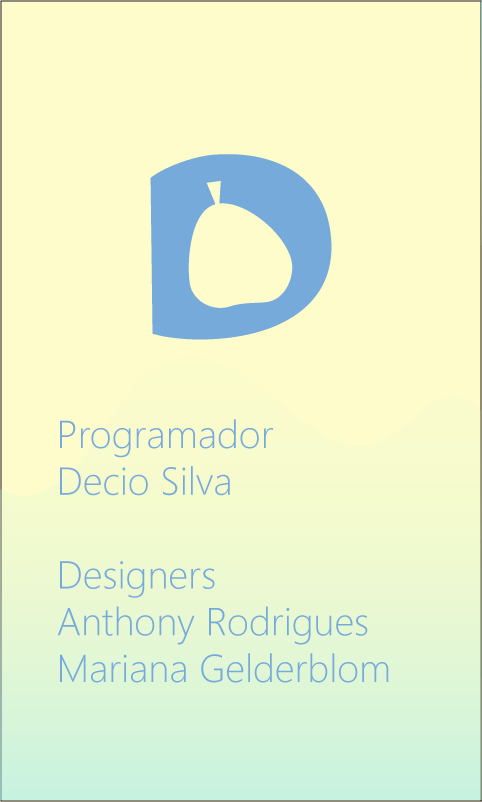 D
Programador
Decio Silva
Designers
Anthony Rodrigues
Mariana Gelderblom